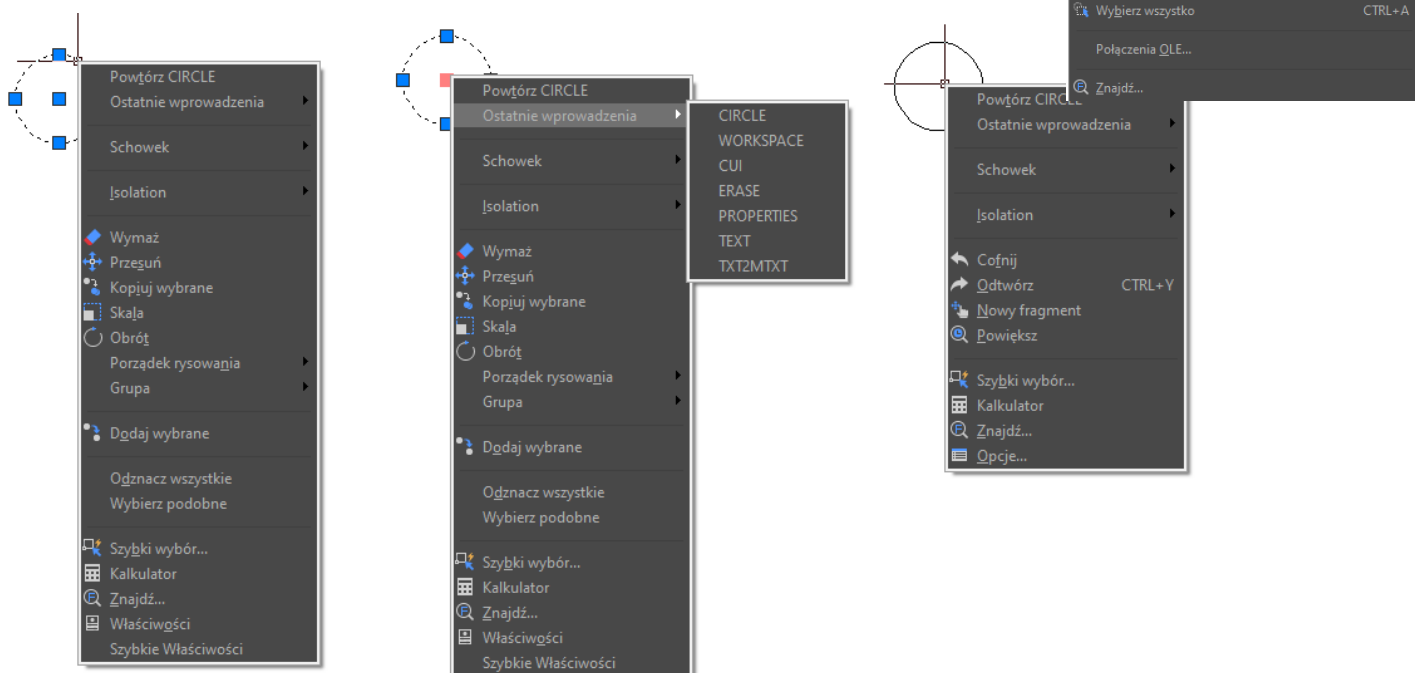 Powtórz CIRCLE
Ostatnie wprowadzenia
Schowek
Isolation
Wymaż
Przesuń
Kopiuj wybrane
Skala
Obrót
Porządek rysowania
Grupa
Dodaj wybrane
Odznacz wszystkie
Wybierz podobne
Szybki wybór...
Kalkulator
Znajdź...
Właściwości
Szybkie Właściwości
Powtórz CIRCLE
Ostatnie wprowadzenia
Schowek
Isolation
Wymaż
Przesuń
Kopiuj wybrane
Skala
Obrót
Porządek rysowania
Grupa
Dodaj wybrane
Odznacz wszystkie
Wybierz podobne
Szybki wybór...
Kalkulator
Znajdź...
Właściwości
Szybkie Właściwości
CIRCLE
WORKSPACE
CUI
ERASE
PROPERTIES
TEXT
TXT2MTXT
Powtórz CIRCLE
Ostatnie wprowadzenia
Schowek
Isolation
Cofnij
Odtwórz CTRL+Y
Nowy fragment
Powiększ
Szybki wybór...
Kalkulator
Znajdź...
Opcje...
Wybierz wszystko CTRL+A
Połączenia OLE...
Znajdź...